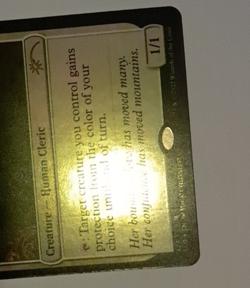 Creature — Human Cleric
: Target creature you control gains
protection from the color of your
choice until end of turn.
Her has moved many.
Her confidence has moved mountains.
1/1